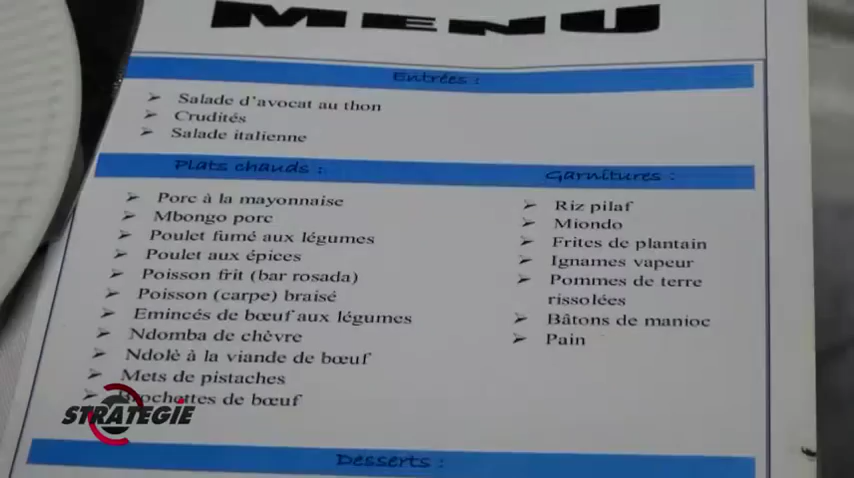 MENU
Entrées :
Salade d'avocat au thon
Crudités
Salade italienne
Plats chauds :
Porc à la mayonnaise
Mbongo porc
Poulet fumé aux légumes
Poulet aux épices
Poisson frit (bar rosada)
Poisson (carpe) braisé
Emincés de bœuf aux légumes
Ndomba de chèvre
Ndolè à la viande de bœuf
Mets de pistaches
Brochettes de bœuf
Garnitures :
Riz pilaf
Miondo
Frites de plantain
Ignames vapeur
Pommes de terre
rissolées
Bâtons de manioc
Pain
Desserts :
STRATEGIE